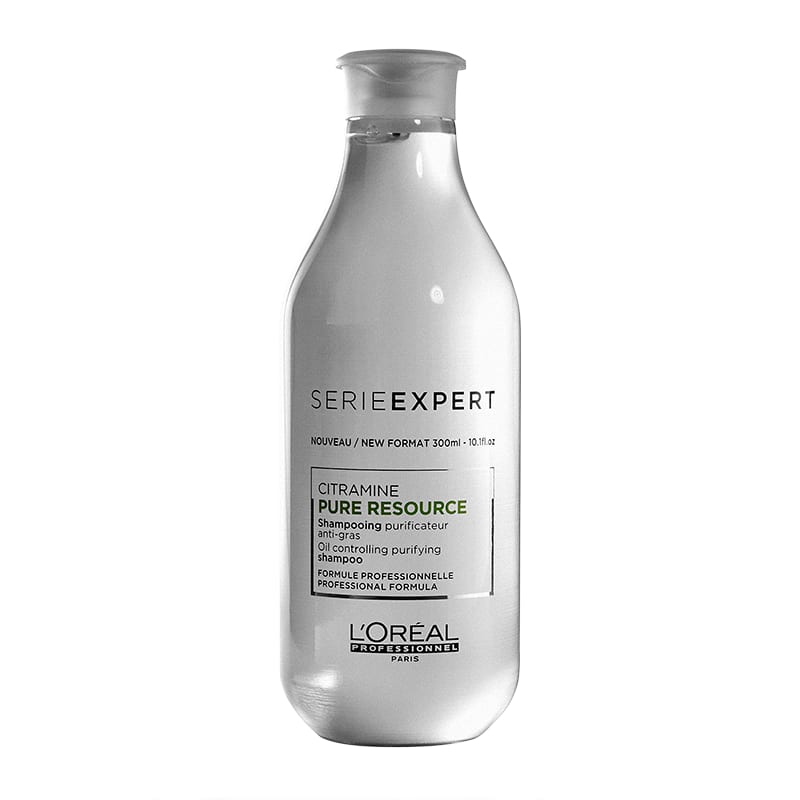 SERIEEXPERT
NOUVEAU / NEW FORMAT 300ml - 10.1fl.oz
CITRAMINE
PURE RESOURCE
Shampooing purificateur
anti-gras
Oil controlling purifying
shampoo
FORMULE PROFESSIONNELLE
PROFESSIONAL FORMULA
L'ORÉAL
PROFESSIONNEL
PARIS